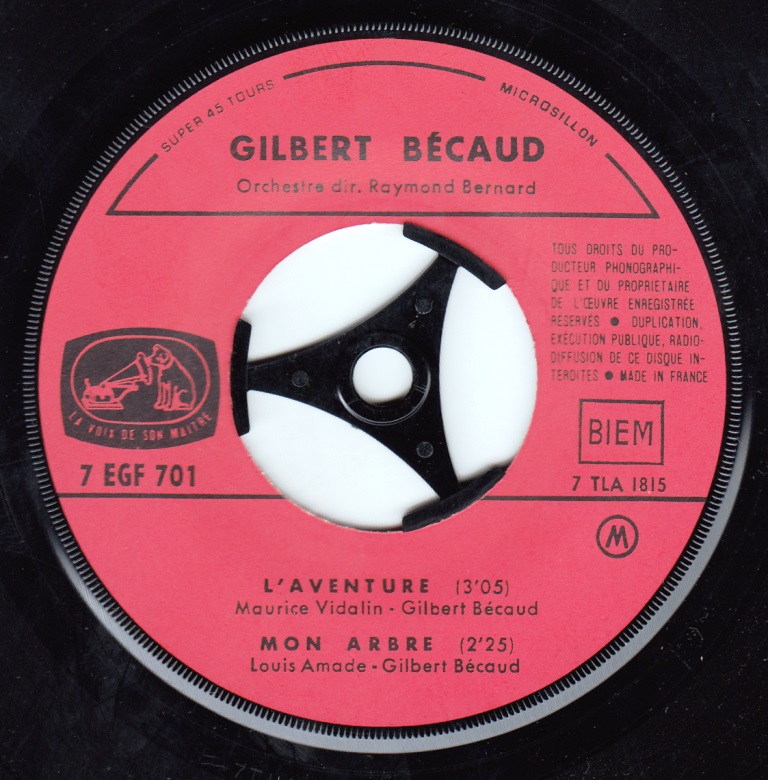 SUPER 45 TOURS
MICROSILLON
GILBERT BÉCAUD
Orchestre dir. Raymond Bernard
TOUS DROITS DU PRO-
DUCTEUR PHONOGRAPHI-
QUE ET DU PROPRIÉTAIRE
DE L'ŒUVRE ENREGISTRÉE
RESERVÉS ● DUPLICATION,
EXECUTION PUBLIQUE, RADIO-
DIFFUSION DE CE DISQUE IN-
TERDITES ● MADE IN FRANCE
LA VOIX DE SON MAITRE
7 EGF 701
BIEM
7 TLA 1815
M
L'AVENTURE (3'05)
Maurice Vidalin - Gilbert Bécaud
MON ARBRE (2'25)
Louis Amade - Gilbert Bécaud